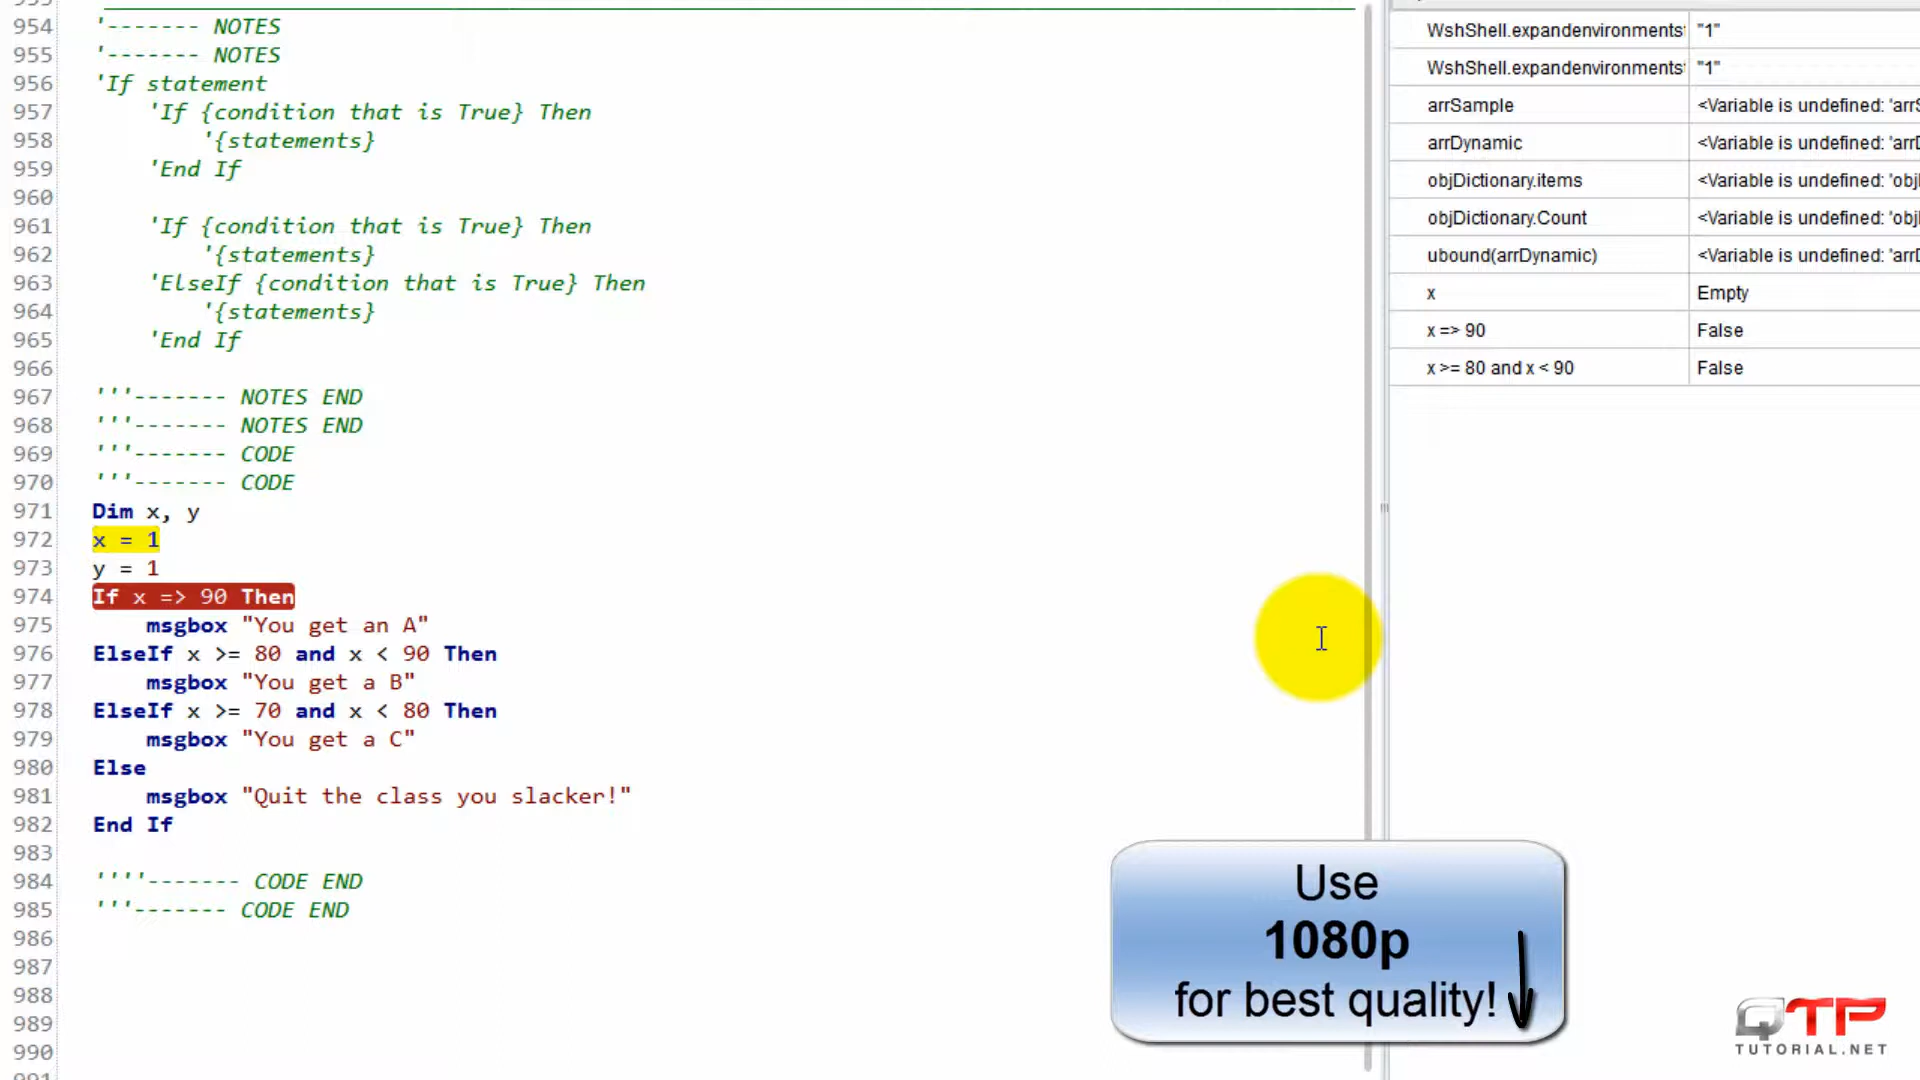 954 '------- NOTES
955 '------- NOTES
956 'If statement
957 'If {condition that is True} Then
958 '{statements}
959 'End If
960
961 'If {condition that is True} Then
962 '{statements}
963 'ElseIf {condition that is True} Then
964 '{statements}
965 'End If
966
967 '''------- NOTES END
968 '''------- NOTES END
969 '''------- CODE
970 '''------- CODE
971 Dim x, y
972 x = 1
973 y = 1
974 If x => 90 Then
975 msgbox "You get an A"
976 ElseIf x >= 80 and x < 90 Then
977 msgbox "You get a B"
978 ElseIf x >= 70 and x < 80 Then
979 msgbox "You get a C"
980 Else
981 msgbox "Quit the class you slacker!"
982 End If
983
984 ''''------- CODE END
985 '''------- CODE END
986
987
988
989
990
WshShell.expandenvironments "1"
WshShell.expandenvironments "1"
arrSample <Variable is undefined: 'arrS
arrDynamic <Variable is undefined: 'arrD
objDictionary.items <Variable is undefined: 'obj
objDictionary.Count <Variable is undefined: 'obj
ubound(arrDynamic) <Variable is undefined: 'arrD
x Empty
x => 90 False
x >= 80 and x < 90 False
Use
1080p
for best quality!
QTP
TUTORIAL.NET